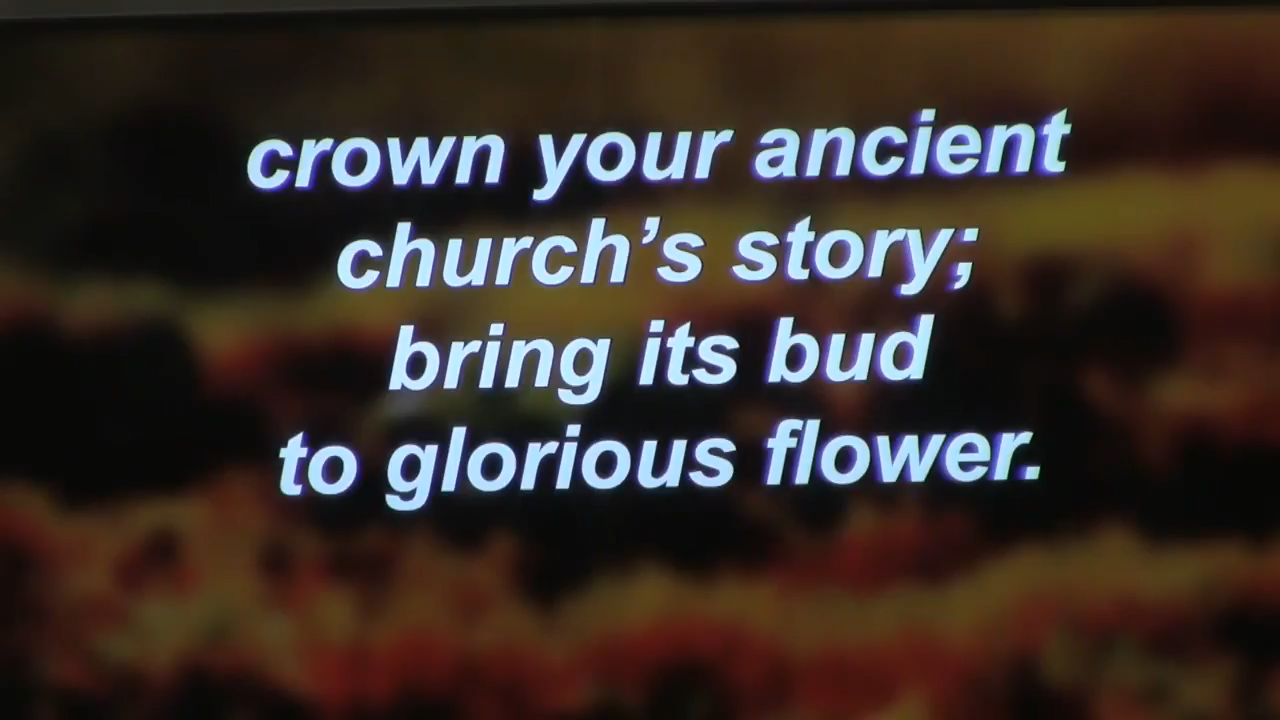 crown your ancient
church’s story;
bring its bud
to glorious flower.